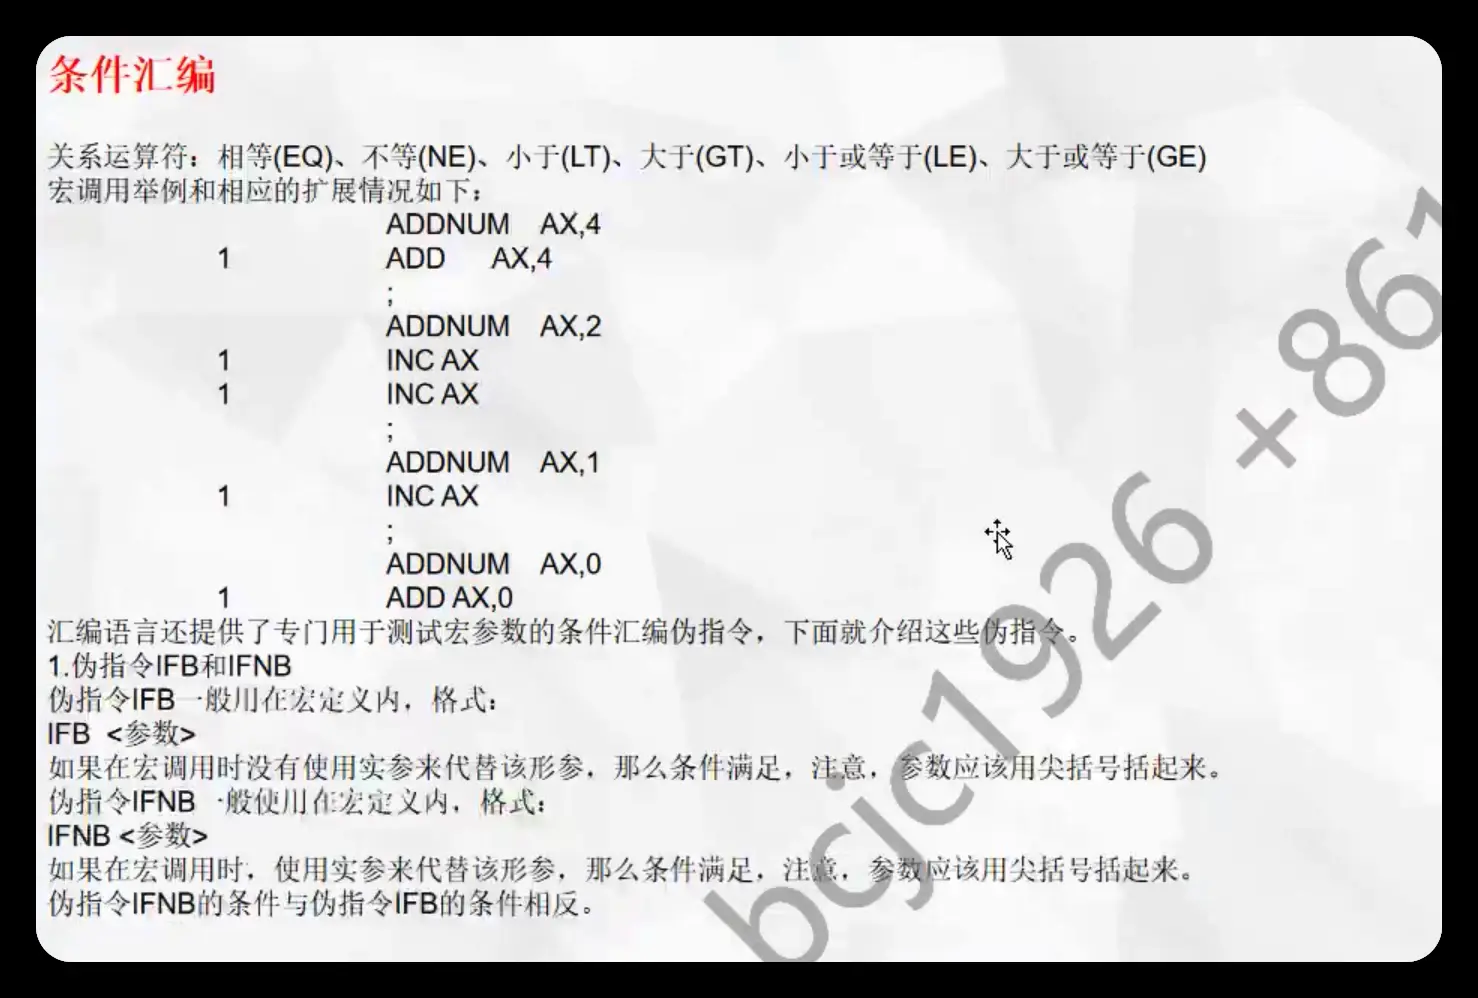 条件汇编
关系运算符：相等(EQ)、不等(NE)、小于(LT)、大于(GT)、小于或等于(LE)、大于或等于(GE)
宏调用举例和相应的扩展情况如下：
ADDNUM AX,4
1 ADD AX,4
;
ADDNUM AX,2
1 INC AX
1 INC AX
;
ADDNUM AX,1
1 INC AX
;
ADDNUM AX,0
1 ADD AX,0
汇编语言还提供了专门用于测试宏参数的条件汇编伪指令，下面就介绍这些伪指令。
1.伪指令IFB和IFNB
伪指令IFB一般用在宏定义内，格式：
IFB <参数>
如果在宏调用时没有使用实参来代替该形参，那么条件满足，注意，参数应该用尖括号括起来。
伪指令IFNB一般使用在宏定义内，格式：
IFNB <参数>
如果在宏调用时，使用实参来代替该形参，那么条件满足，注意，参数应该用尖括号括起来。
伪指令IFNB的条件与伪指令IFB的条件相反。
bcjc1926 +861